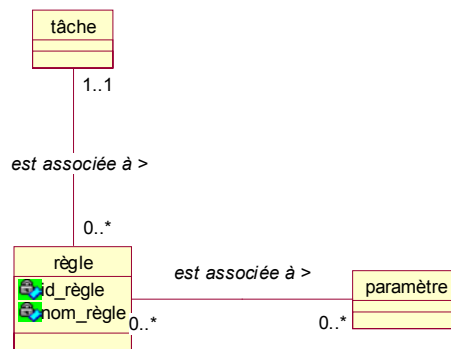 tâche
1..1
est associée à >
0..*
règle
id_règle
nom_règle
est associée à >
0..*
0..*
paramètre